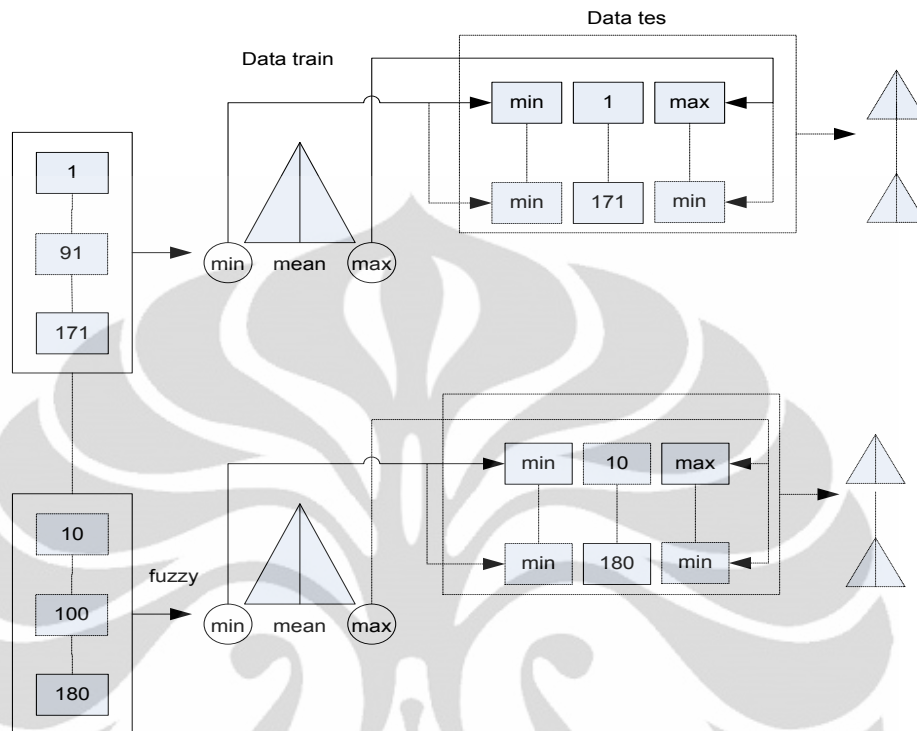 Data tes
Data train
min 1 max
min 171 min
1
91
171
min mean max
min 10 max
min 180 min
10
100
180
fuzzy
min mean max